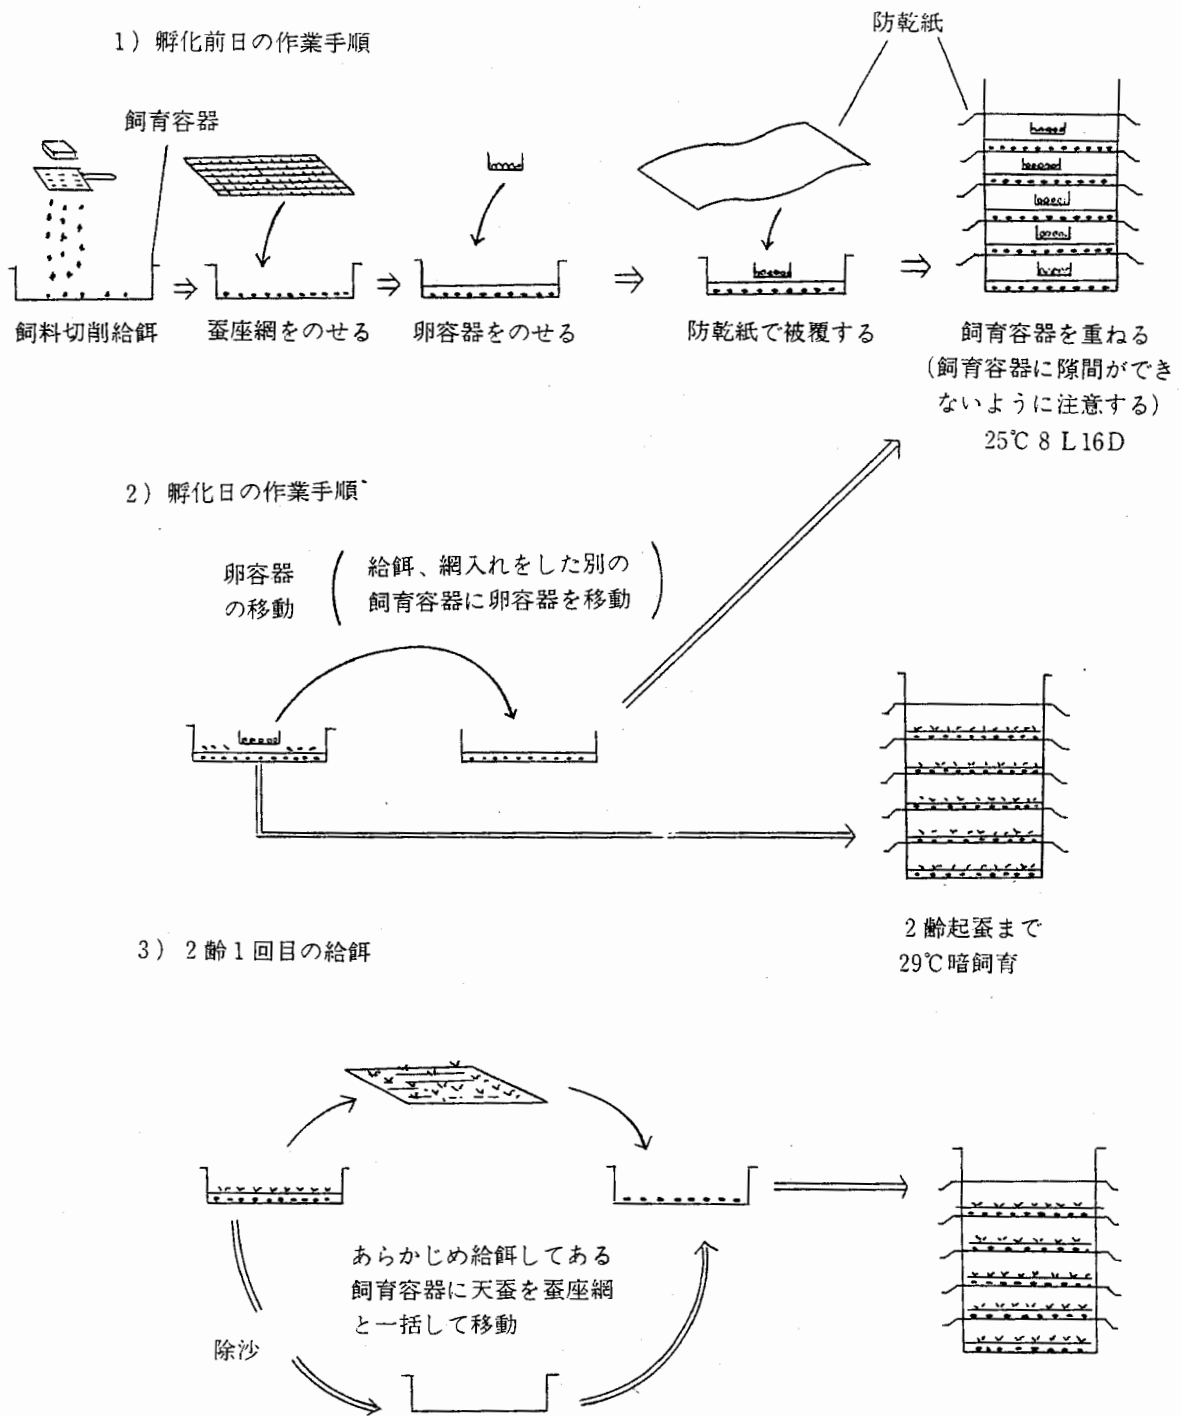 1) 孵化前日の作業手順
防乾紙
飼育容器
飼料切削給餌
蚕座網をのせる
卵容器をのせる
防乾紙で被覆する
飼育容器を重ねる
(飼育容器に隙間ができ
ないように注意する)
25℃ 8 L 16D
2) 孵化日の作業手順
卵容器
の移動
給餌、網入れをした別の
飼育容器に卵容器を移動
2齢起蚕まで
29℃暗飼育
3) 2齢1回目の給餌
あらかじめ給餌してある
飼育容器に天蚕を蚕座網
と一括して移動
除沙